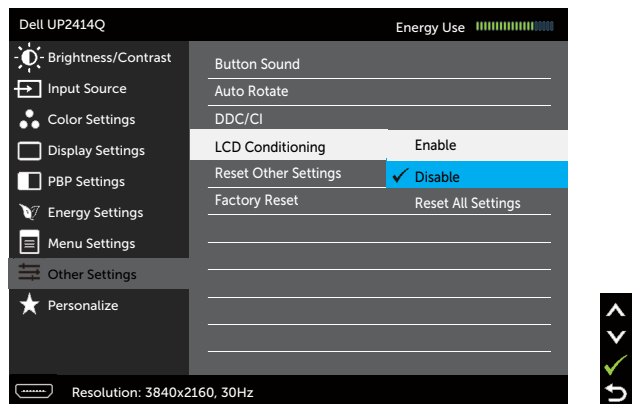 Dell UP2414Q
Energy Use
Brightness/Contrast
Input Source
Color Settings
Display Settings
PBP Settings
Energy Settings
Menu Settings
Other Settings
Personalize
Button Sound
Auto Rotate
DDC/CI
LCD Conditioning
Reset Other Settings
Factory Reset
Enable
Disable
Reset All Settings
Resolution: 3840x2160, 30Hz